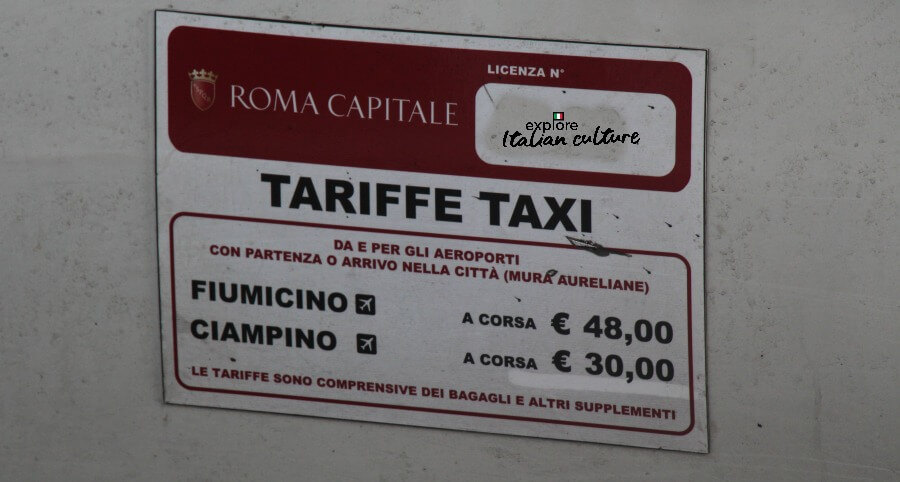 LICENZA N°
ROMA CAPITALE
explore
Italian culture
TARIFFE TAXI
DA E PER GLI AEROPORTI
CON PARTENZA O ARRIVO NELLA CITTÀ (MURA AURELIANE)
FIUMICINO A CORSA € 48,00
CIAMPINO A CORSA € 30,00
LE TARIFFE SONO COMPRENSIVE DEI BAGAGLI E ALTRI SUPPLEMENTI